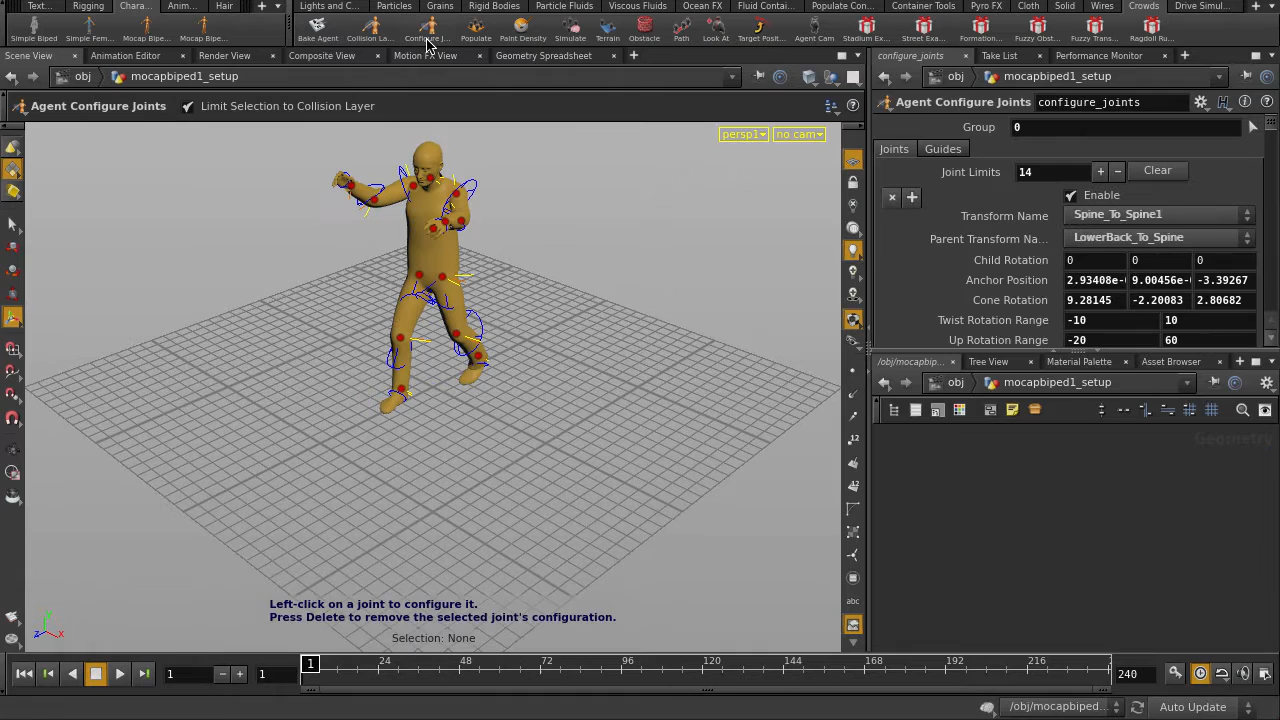 Text... Rigging Chara... Anim... Hair Lights and C... Particles Grains Rigid Bodies Particle Fluids Viscous Fluids Ocean FX Fluid Contai... Populate Con... Container Tools Pyro FX Cloth Solid Wires Crowds Drive Simul...
Simple Biped Simple Fem... Mocap Bipe... Mocap Bipe... Bake Agent Collision La... Configure J... Populate Paint Density Simulate Terrain Obstacle Path Look At Target Posit... Agent Cam Stadium Ex... Street Exa... Formation... Fuzzy Obst... Fuzzy Trans... Ragdoll Ru...
Scene View Animation Editor Render View Composite View Motion FX View Geometry Spreadsheet
obj mocapbiped1_setup
Agent Configure Joints Limit Selection to Collision Layer
persp1 no cam
Left-click on a joint to configure it.
Press Delete to remove the selected joint's configuration.
Selection: None
configure_joints Take List Performance Monitor
obj mocapbiped1_setup
Agent Configure Joints configure_joints
Group 0
Joints Guides
Joint Limits 14 + − Clear
Enable
Transform Name Spine_To_Spine1
Parent Transform Na... LowerBack_To_Spine
Child Rotation 0 0 0
Anchor Position 2.93408e- 9.00456e- -3.39267
Cone Rotation 9.28145 -2.20083 2.80682
Twist Rotation Range -10 10
Up Rotation Range -20 60
/obj/mocapbip... Tree View Material Palette Asset Browser
obj mocapbiped1_setup
Geometry
12
12
abc
y
z x
1 24 48 72 96 120 144 168 192 216
1 − + 1 240
/obj/mocapbiped... Auto Update